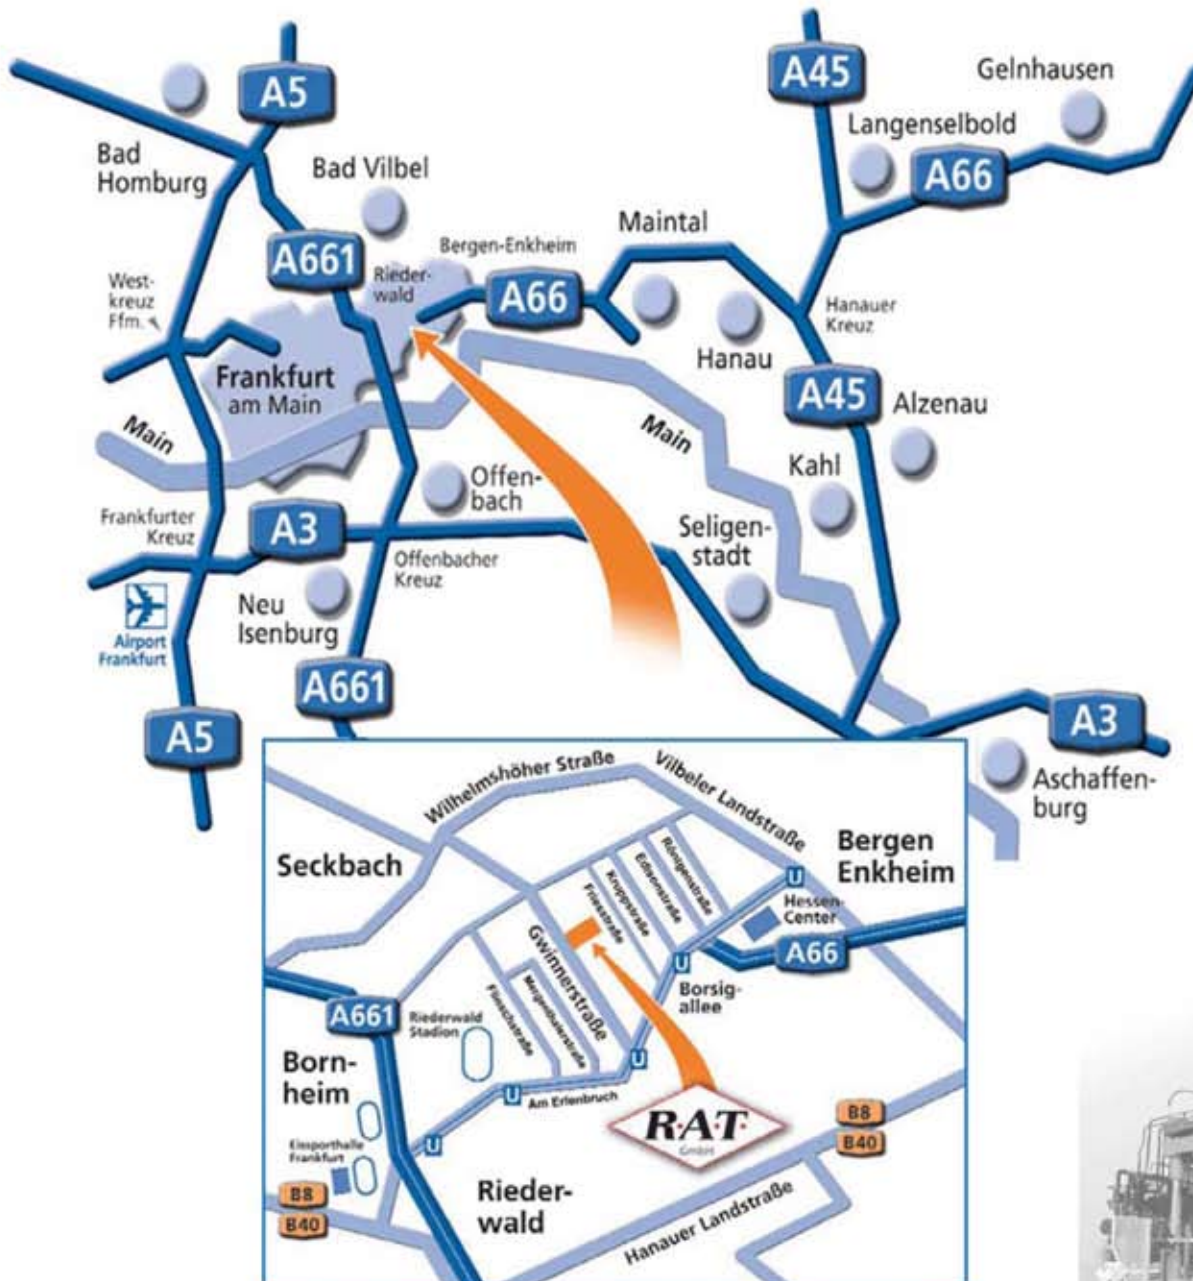 A5
A45
Gelnhausen
Langenselbold
Bad
Homburg
Bad Vilbel
A66
Maintal
A661
Bergen-Enkheim
Rieder-
wald
West-
kreuz
Ffm.
A66
Hanauer
Kreuz
Hanau
Frankfurt
am Main
A45
Alzenau
Main
Main
Kahl
Offen-
bach
Frankfurter
Kreuz
A3
Seligen-
stadt
Offenbacher
Kreuz
Neu
Isenburg
Airport
Frankfurt
A661
A5
A3
Aschaffen-
burg
Wilhelmshöher Straße
Vilbeler Landstraße
Seckbach
Bergen
Enkheim
Röntgenstraße
Edisonstraße
Kruppstraße
Friesstraße
U
Hessen-
Center
Gwinnerstraße
A66
U
Borsig-
allee
Mergenthalerstraße
Flinschstraße
A661
Riederwald
Stadion
U
Born-
heim
U
Am Erlenbruch
R·A·T
GmbH
B8
B40
U
Eissporthalle
Frankfurt
B8
B40
Rieder-
wald
Hanauer Landstraße